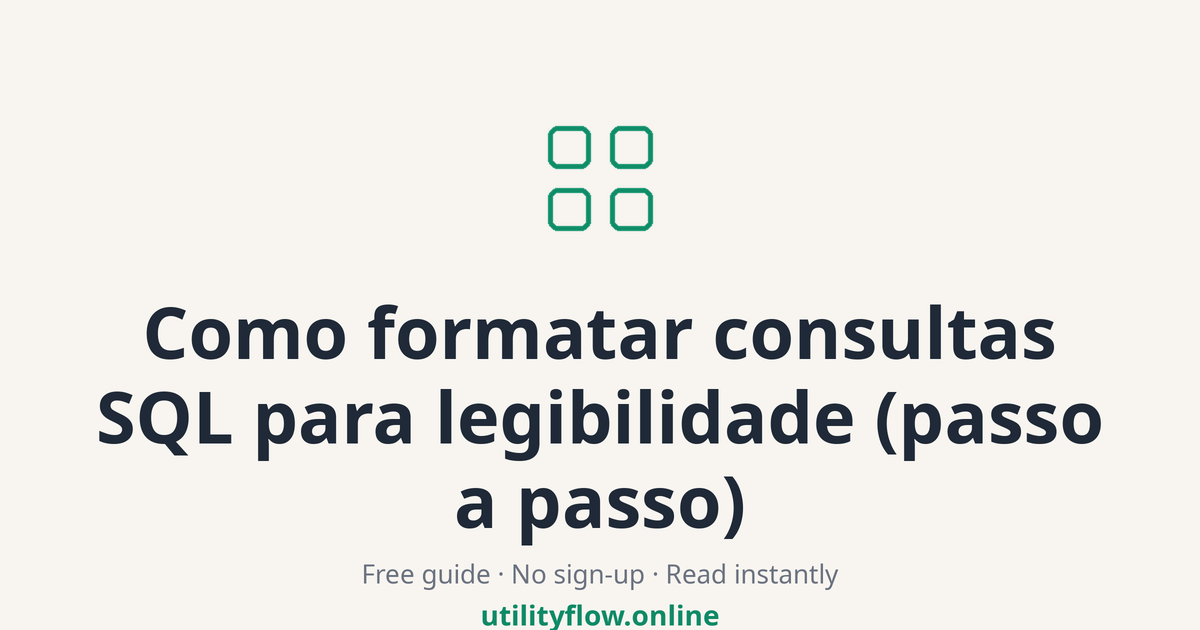 Como formatar consultas
SQL para legibilidade (passo
a passo)
Free guide · No sign-up · Read instantly
utilityflow.online